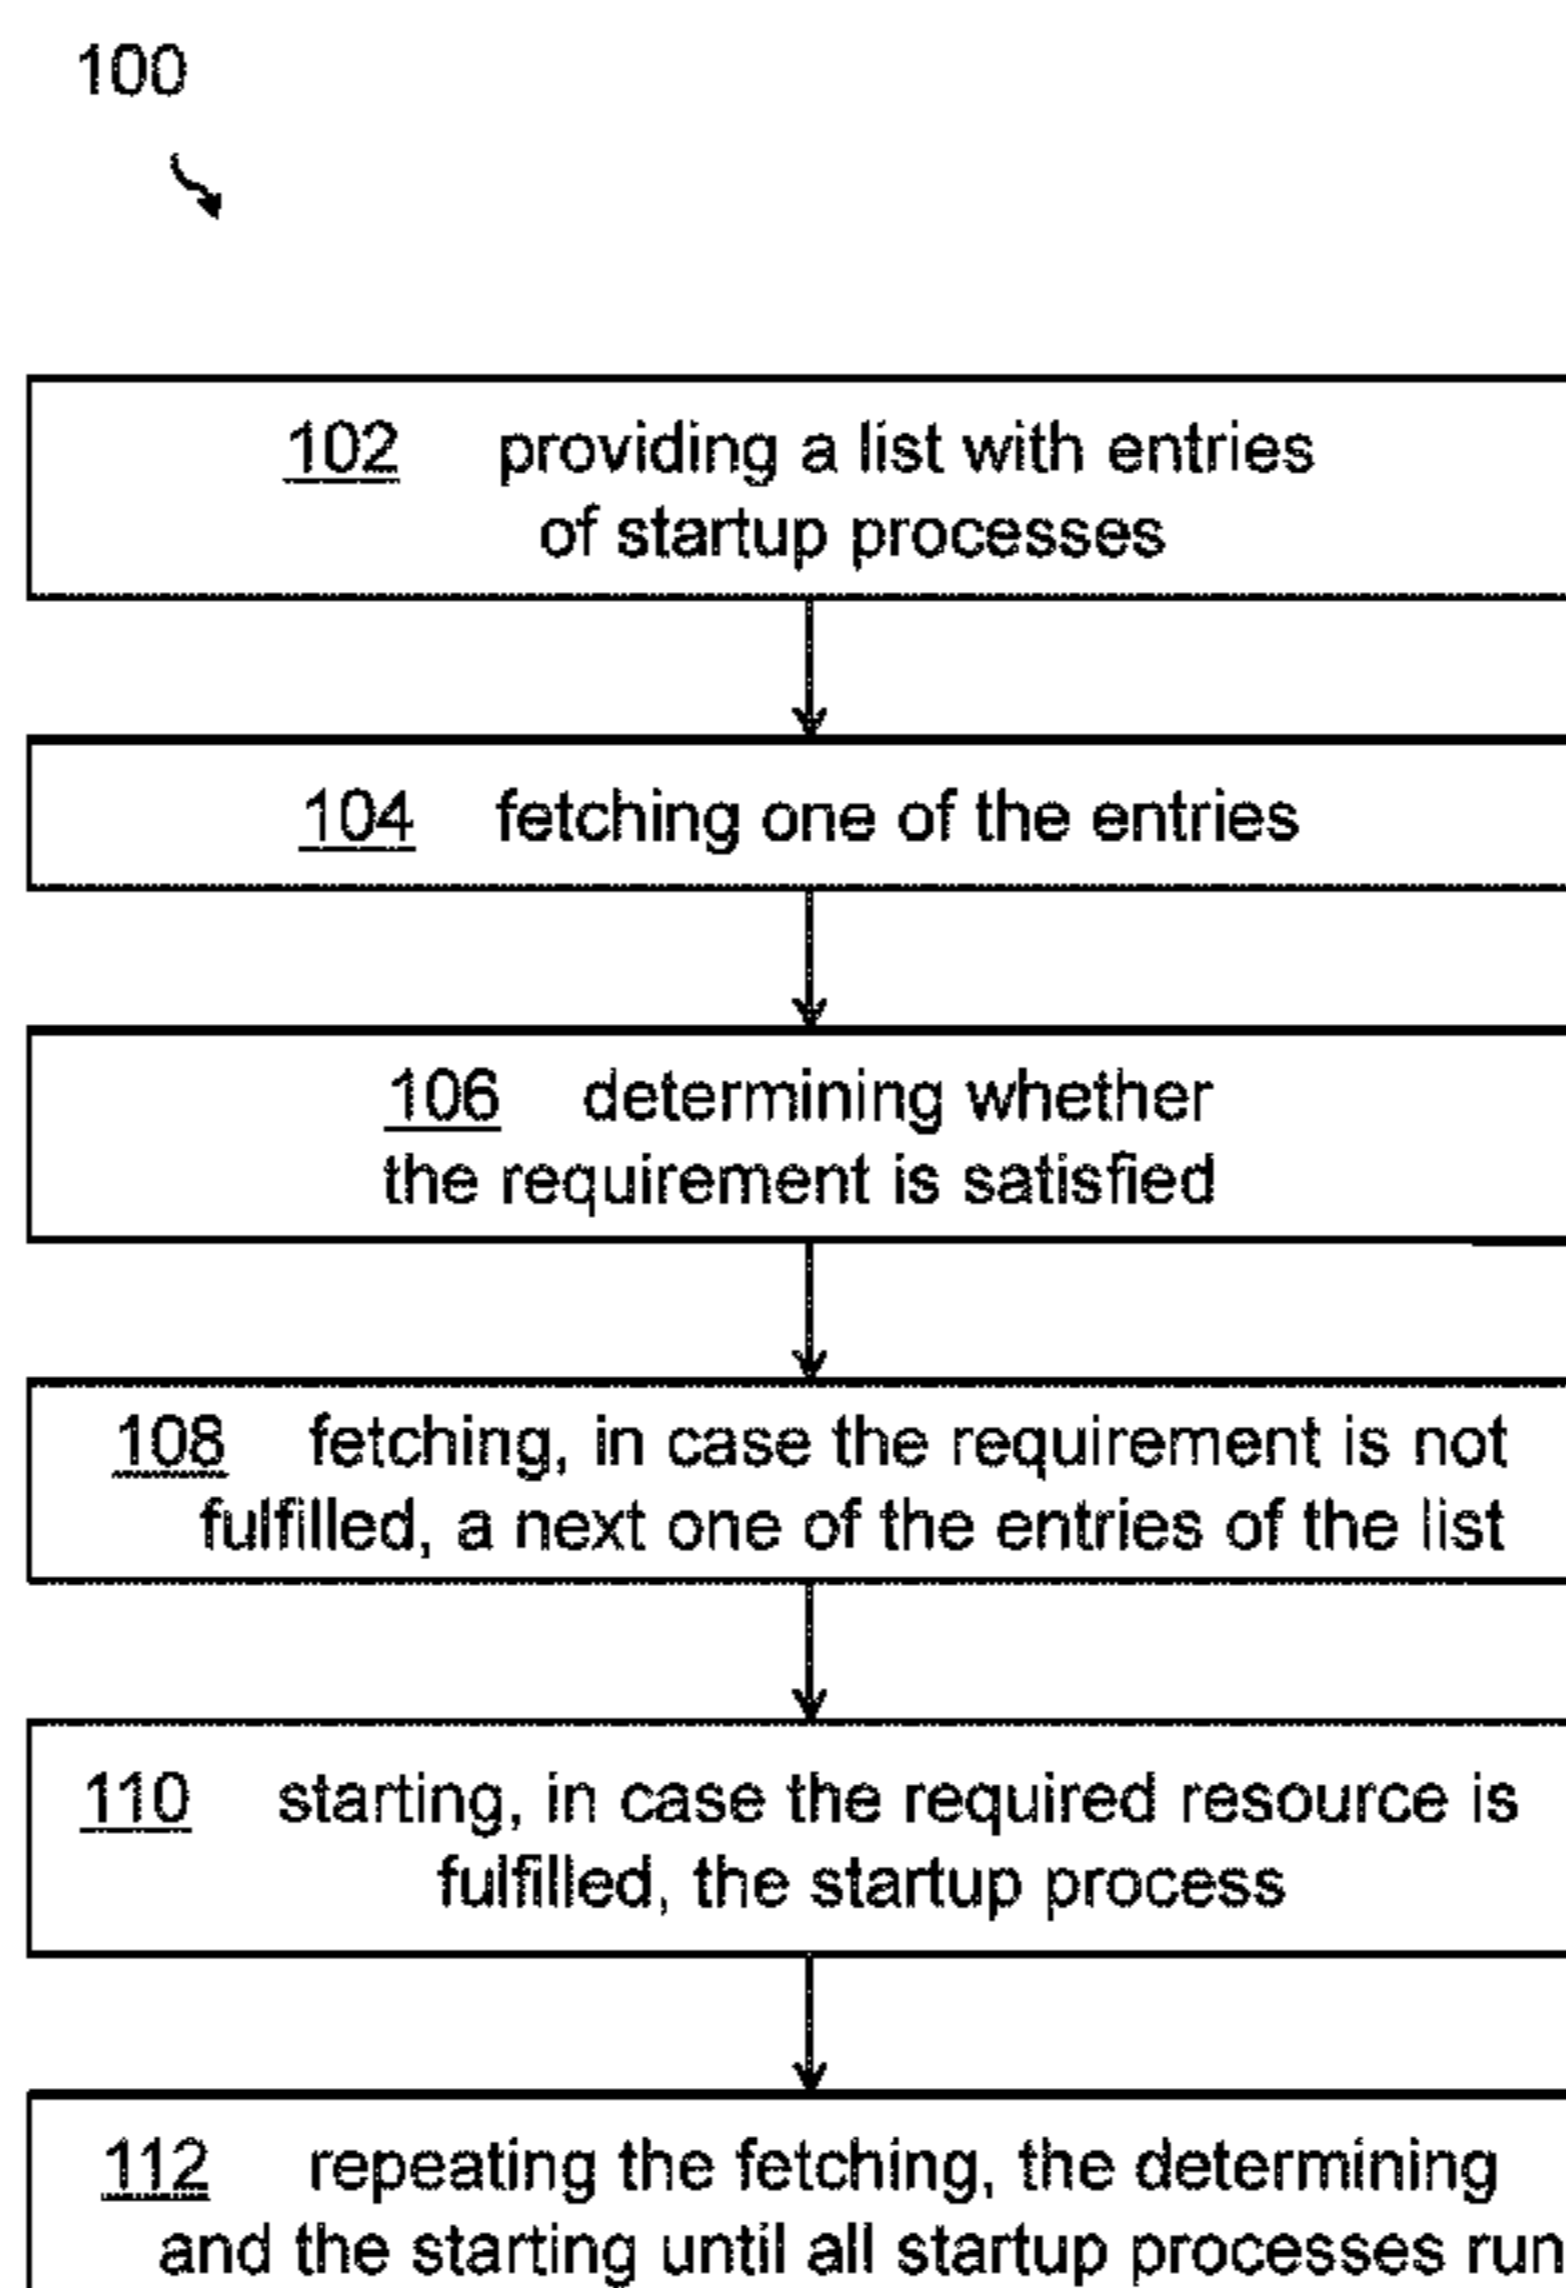 100
102 providing a list with entries
of startup processes
104 fetching one of the entries
106 determining whether
the requirement is satisfied
108 fetching, in case the requirement is not
fulfilled, a next one of the entries of the list
110 starting, in case the required resource is
fulfilled, the startup process
112 repeating the fetching, the determining
and the starting until all startup processes run